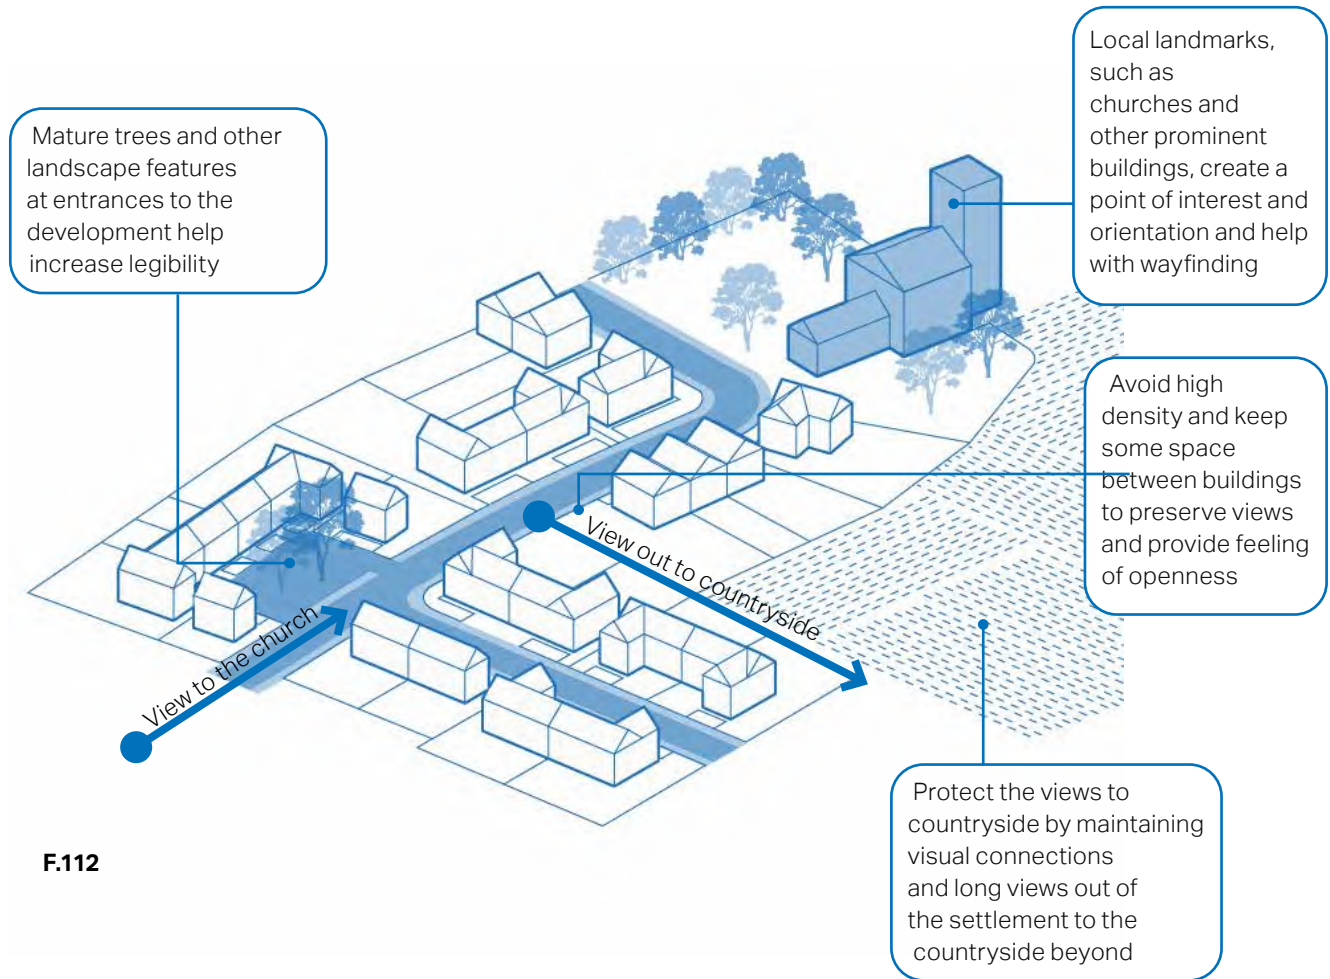 Local landmarks,
such as
churches and
other prominent
buildings, create a
point of interest and
orientation and help
with wayfinding
Mature trees and other
landscape features
at entrances to the
development help
increase legibility
Avoid high
density and keep
some space
between buildings
to preserve views
and provide feeling
of openness
View out to countryside
View to the church
Protect the views to
countryside by maintaining
visual connections
and long views out of
the settlement to the
countryside beyond
F.112